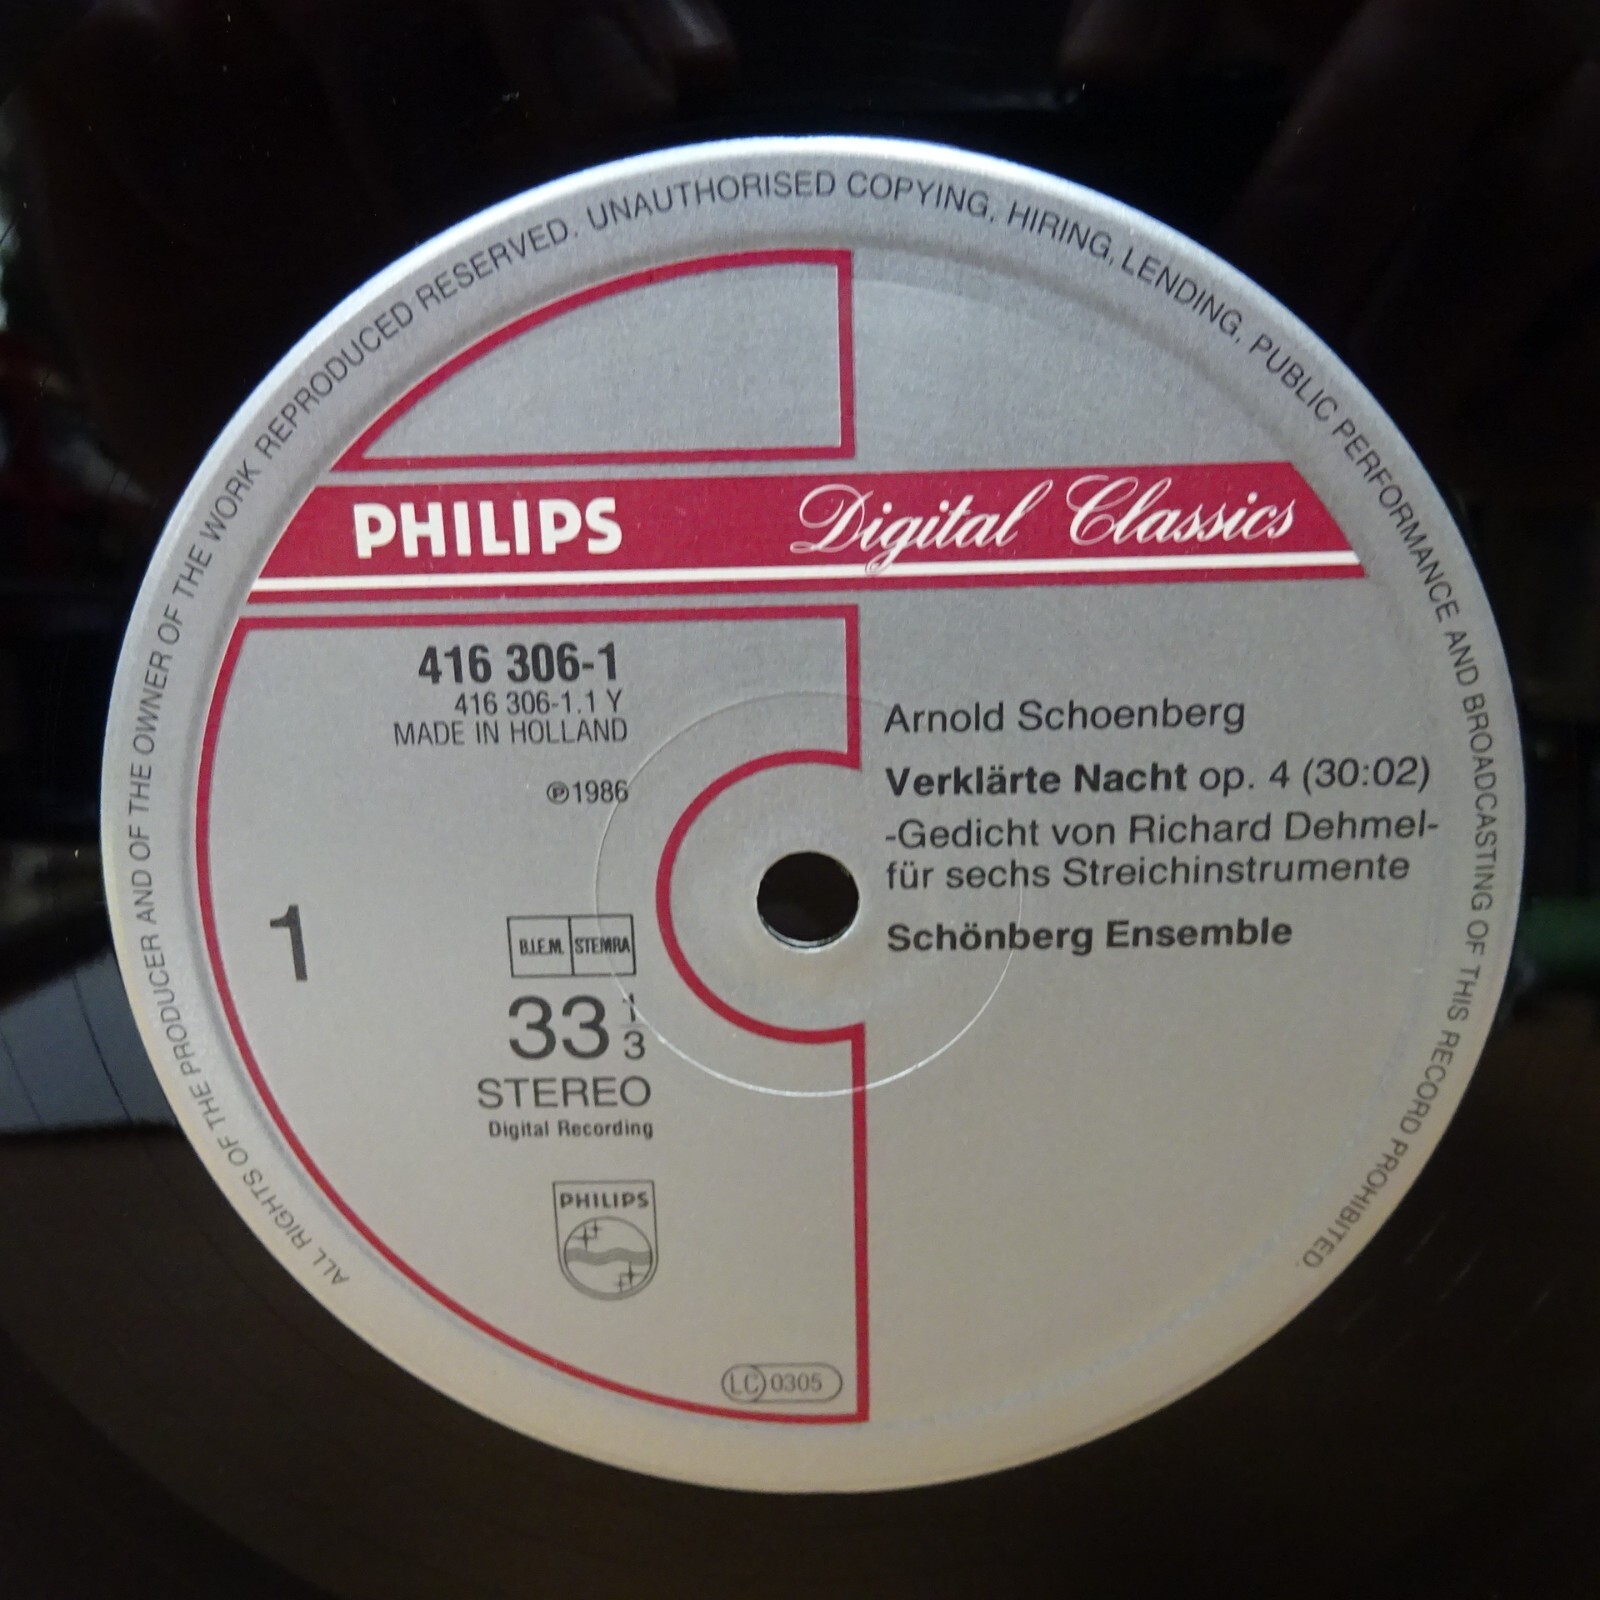 ALL RIGHTS OF THE PRODUCER AND OF THE OWNER OF THE WORK REPRODUCED RESERVED. UNAUTHORISED COPYING, HIRING, LENDING, PUBLIC PERFORMANCE AND BROADCASTING OF THIS RECORD PROHIBITED.
PHILIPS Digital Classics
416 306-1
416 306-1.1 Y
MADE IN HOLLAND
℗1986
1
B.I.E.M. STEMRA
33 1/3
STEREO
Digital Recording
PHILIPS
LC 0305
Arnold Schoenberg
Verklärte Nacht op. 4 (30:02)
-Gedicht von Richard Dehmel-
für sechs Streichinstrumente
Schönberg Ensemble